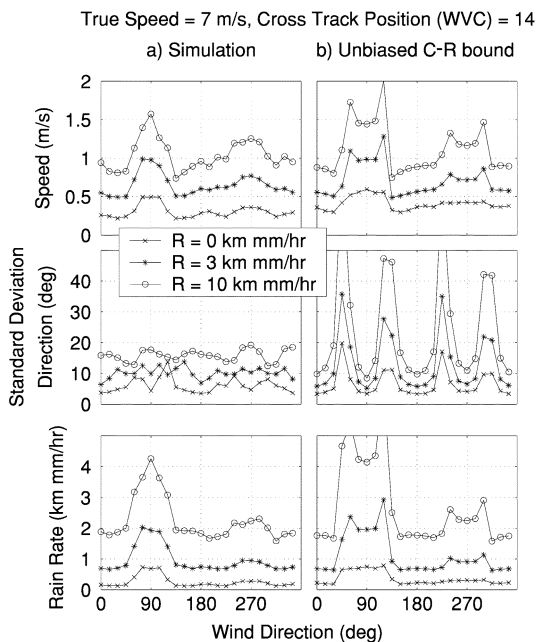 True Speed = 7 m/s, Cross Track Position (WVC) = 14
a) Simulation
b) Unbiased C-R bound
Speed (m/s)
2
1.5
1
0.5
0
Standard Deviation
Direction (deg)
R = 0 km mm/hr
R = 3 km mm/hr
R = 10 km mm/hr
40
30
20
10
0
Rain Rate (km mm/hr)
4
3
2
1
0
0 90 180 270
0 90 180 270
Wind Direction (deg)